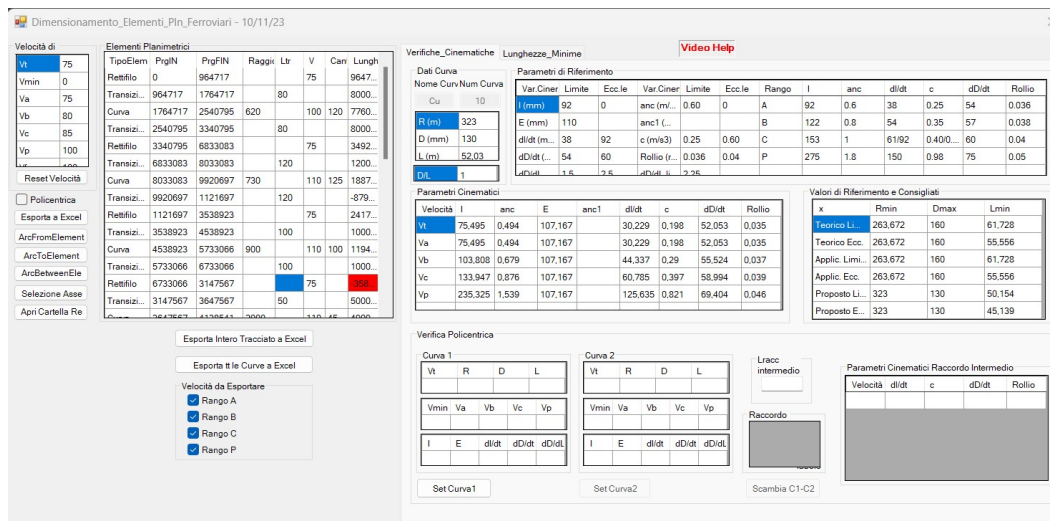 Dimensionamento_Elementi_Pln_Ferroviari - 10/11/23
Velocità di
Vt 75
Vmin 0
Va 75
Vb 80
Vc 85
Vp 100
Reset Velocità
Policentrica
Esporta a Excel
ArcFromElement
ArcToElement
ArcBetweenEle
Selezione Asse
Apri Cartella Re
Elementi Planimetrici
TipoElem PrgIN PrgFIN Raggic Ltr V Cant Lungh
Rettifilo 0 964717 75 9647...
Transizi... 964717 1764717 80 8000...
Curva 1764717 2540795 620 100 120 7760...
Transizi... 2540795 3340795 80 8000...
Rettifilo 3340795 6833083 75 3492...
Transizi... 6833083 8033083 120 1200...
Curva 8033083 9920697 730 110 125 1887...
Transizi... 9920697 1121697 120 -879...
Rettifilo 1121697 3538923 75 2417...
Transizi... 3538923 4538923 100 1000...
Curva 4538923 5733066 900 110 100 1194...
Transizi... 5733066 6733066 100 1000...
Rettifilo 6733066 3147567 75 -358...
Transizi... 3147567 3647567 50 5000...
Esporta Intero Tracciato a Excel
Esporta tt le Curve a Excel
Velocità da Esportare
Rango A
Rango B
Rango C
Rango P
Verifiche_Cinematiche Lunghezze_Minime
Video Help
Dati Curva
Nome Curv Num Curva
Cu 10
R (m) 323
D (mm) 130
L (m) 52,03
D/L 1
Parametri di Riferimento
Var.Ciner Limite Ecc.le Var.Ciner Limite Ecc.le Rango I anc dI/dt c dD/dt Rollio
I (mm) 92 0 anc (m/... 0.60 0 A 92 0.6 38 0.25 54 0.036
E (mm) 110 anc1 (... B 122 0.8 54 0.35 57 0.038
dI/dt (m... 38 92 c (m/s3) 0.25 0.60 C 153 1 61/92 0.40/0... 60 0.04
dD/dt (... 54 60 Rollio (r... 0.036 0.04 P 275 1.8 150 0.98 75 0.05
dD/dL 1.5 2.5 dD/dL li... 2.25
Parametri Cinematici
Velocità I anc E anc1 dI/dt c dD/dt Rollio
Vt 75,495 0,494 107,167 30,229 0,198 52,053 0,035
Va 75,495 0,494 107,167 30,229 0,198 52,053 0,035
Vb 103,808 0,679 107,167 44,337 0,29 55,524 0,037
Vc 133,947 0,876 107,167 60,785 0,397 58,994 0,039
Vp 235,325 1,539 107,167 125,635 0,821 69,404 0,046
Valori di Riferimento e Consigliati
x Rmin Dmax Lmin
Teorico Li... 263,672 160 61,728
Teorico Ecc. 263,672 160 55,556
Applic. Limi... 263,672 160 61,728
Applic. Ecc. 263,672 160 55,556
Proposto Li... 323 130 50,154
Proposto E... 323 130 45,139
Verifica Policentrica
Curva 1
Vt R D L
Vmin Va Vb Vc Vp
I E dI/dt dD/dt dD/dL
Set Curva1
Curva 2
Vt R D L
Vmin Va Vb Vc Vp
I E dI/dt dD/dt dD/dL
Set Curva2
Lracc
intermedio
Raccordo
Scambia C1-C2
Parametri Cinematici Raccordo Intermedio
Velocità dI/dt c dD/dt Rollio